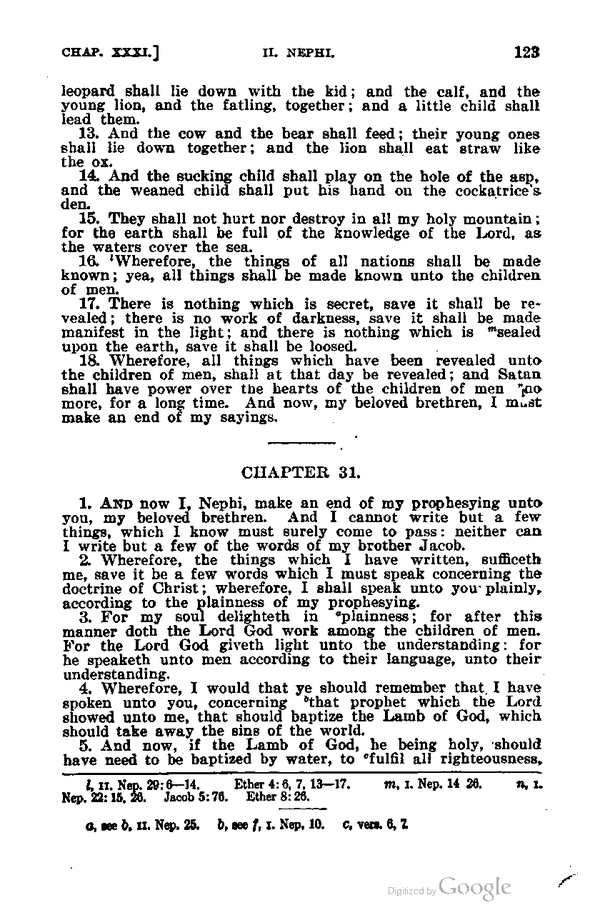 CHAP. XXXI.] II. NEPHI. 123
leopard shall lie down with the kid; and the calf, and the
young lion, and the fatling, together; and a little child shall
lead them.
13. And the cow and the bear shall feed; their young ones
shall lie down together; and the lion shall eat straw like
the ox.
14. And the sucking child shall play on the hole of the asp,
and the weaned child shall put his hand on the cockatrice's
den.
15. They shall not hurt nor destroy in all my holy mountain;
for the earth shall be full of the knowledge of the Lord, as
the waters cover the sea.
16. ˡWherefore, the things of all nations shall be made
known; yea, all things shall be made known unto the children
of men.
17. There is nothing which is secret, save it shall be re-
vealed; there is no work of darkness, save it shall be made
manifest in the light; and there is nothing which is ᵐsealed
upon the earth, save it shall be loosed.
18. Wherefore, all things which have been revealed unto
the children of men, shall at that day be revealed; and Satan
shall have power over the hearts of the children of men ⁿno
more, for a long time. And now, my beloved brethren, I must
make an end of my sayings.
CHAPTER 31.
1. AND now I, Nephi, make an end of my prophesying unto
you, my beloved brethren. And I cannot write but a few
things, which I know must surely come to pass: neither can
I write but a few of the words of my brother Jacob.
2. Wherefore, the things which I have written, sufficeth
me, save it be a few words which I must speak concerning the
doctrine of Christ; wherefore, I shall speak unto you plainly,
according to the plainness of my prophesying.
3. For my soul delighteth in ᵃplainness; for after this
manner doth the Lord God work among the children of men.
For the Lord God giveth light unto the understanding: for
he speaketh unto men according to their language, unto their
understanding.
4. Wherefore, I would that ye should remember that I have
spoken unto you, concerning ᵇthat prophet which the Lord
showed unto me, that should baptize the Lamb of God, which
should take away the sins of the world.
5. And now, if the Lamb of God, he being holy, should
have need to be baptized by water, to ᶜfulfil all righteousness,
l, II. Nep. 29:6—14. Ether 4:6, 7, 13—17. m, I. Nep. 14 26. n, I.
Nep. 22:15, 26. Jacob 5:76. Ether 8:26.
a, see b, II. Nep. 25. b, see f, I. Nep. 10. c, vers. 6, 7.
Digitized by Google